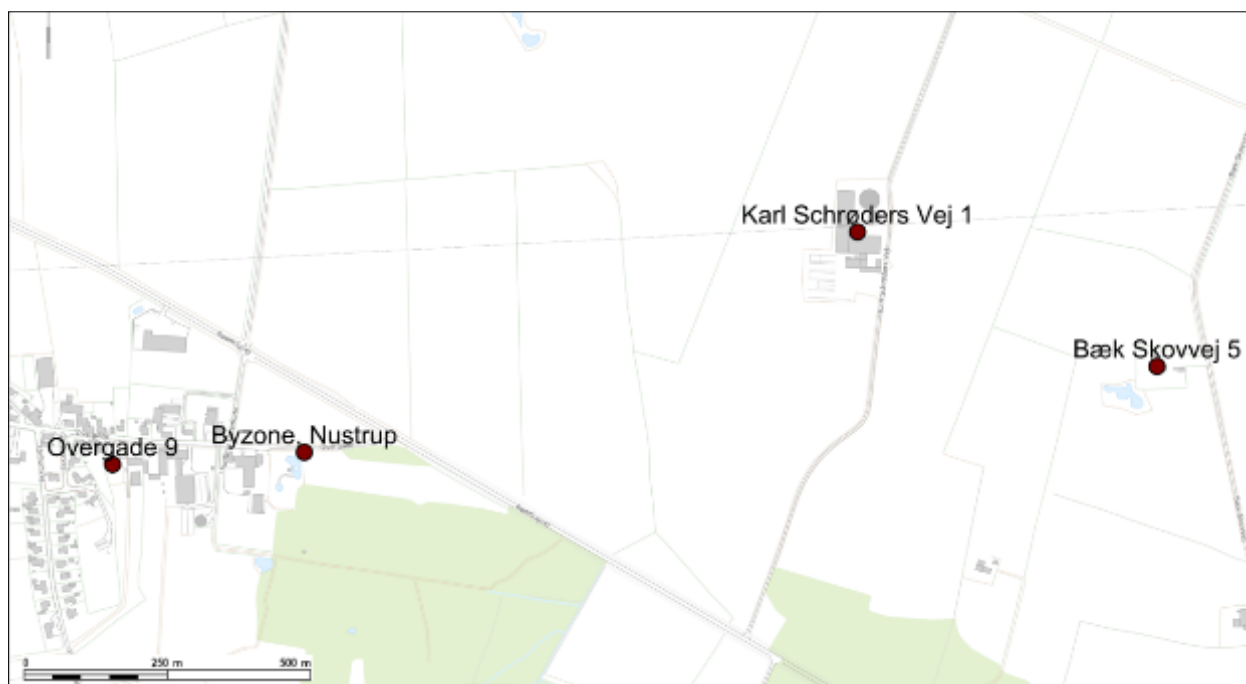 Karl Schrøders Vej 1
Bæk Skovvej 5
Byzone, Nustrup
Overgade 9
0 250 m 500 m